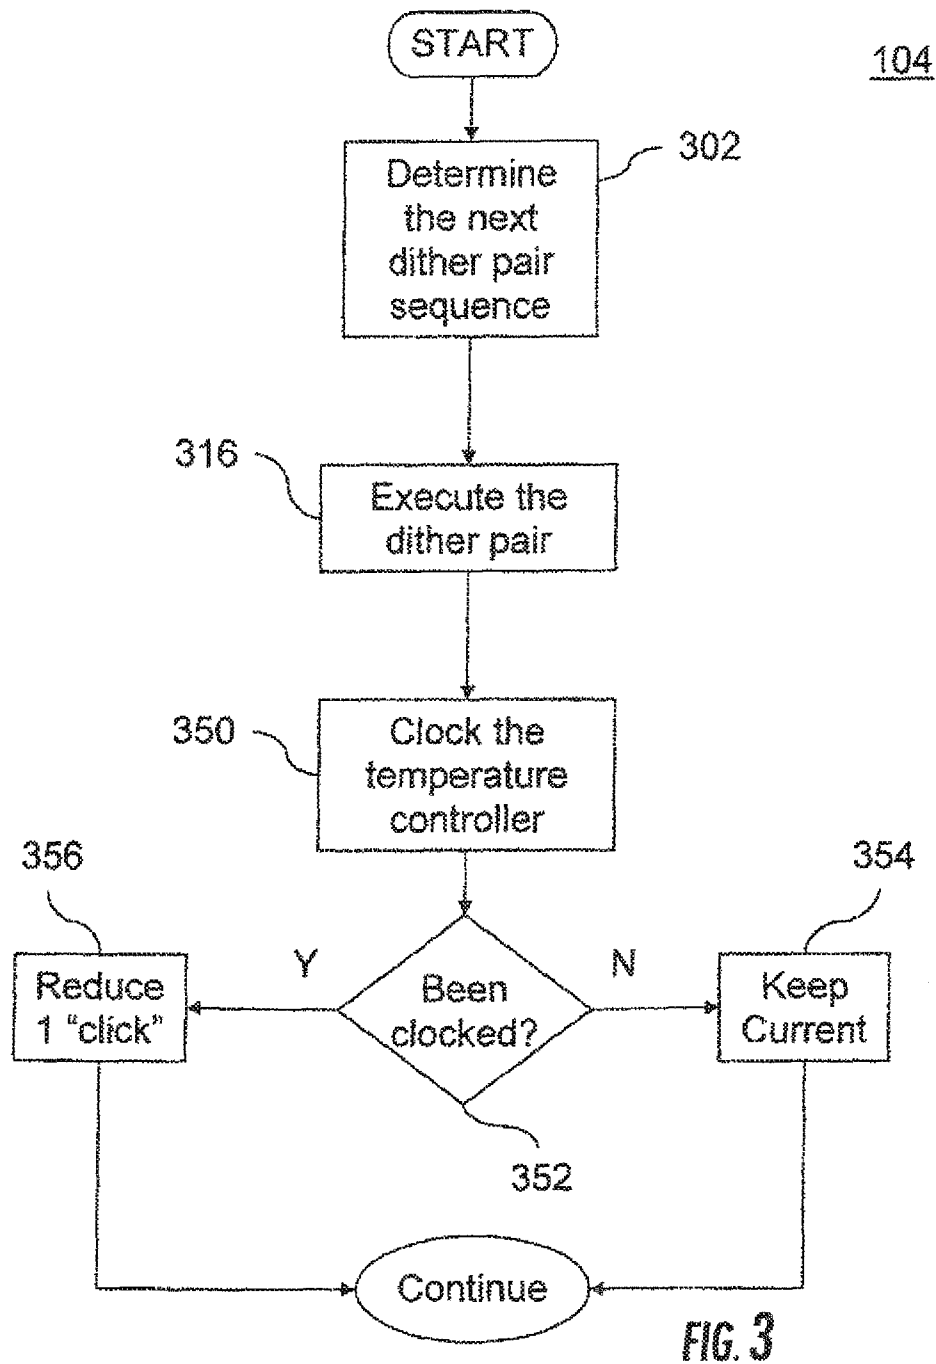 START
104
302
Determine
the next
dither pair
sequence
316
Execute the
dither pair
350
Clock the
temperature
controller
356
354
Y
N
Reduce
1 "click"
Been
clocked?
Keep
Current
352
Continue
FIG. 3